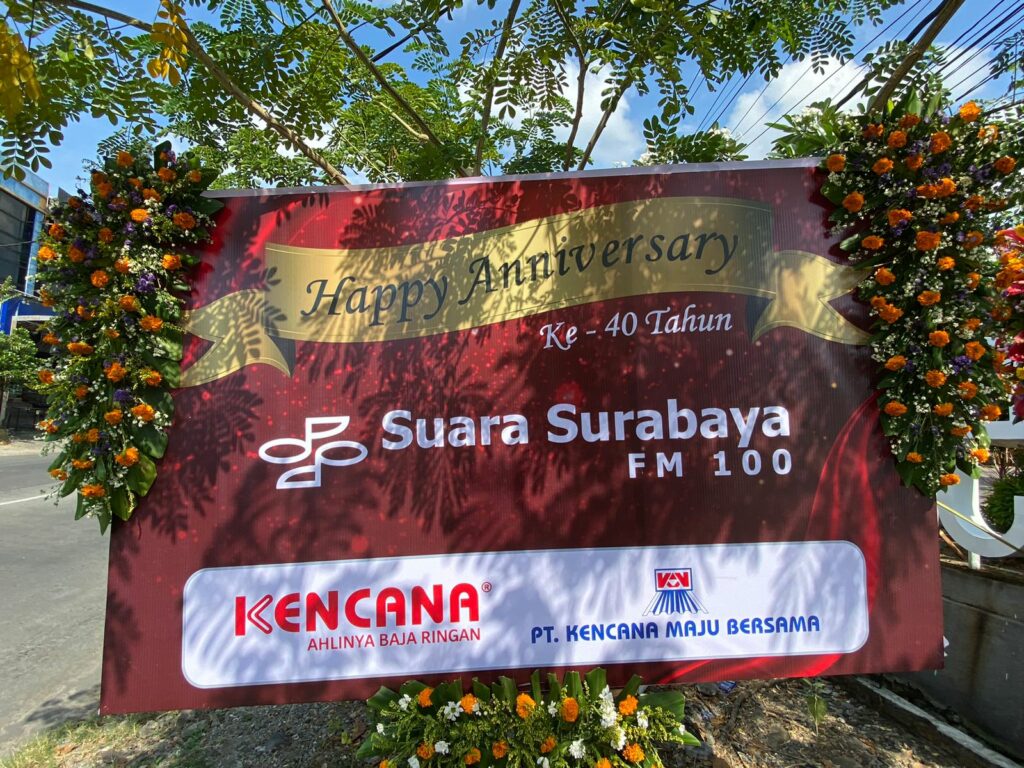 Happy Anniversary
Ke - 40 Tahun
Suara Surabaya
FM 100
KENCANA®
AHLINYA BAJA RINGAN
PT. KENCANA MAJU BERSAMA